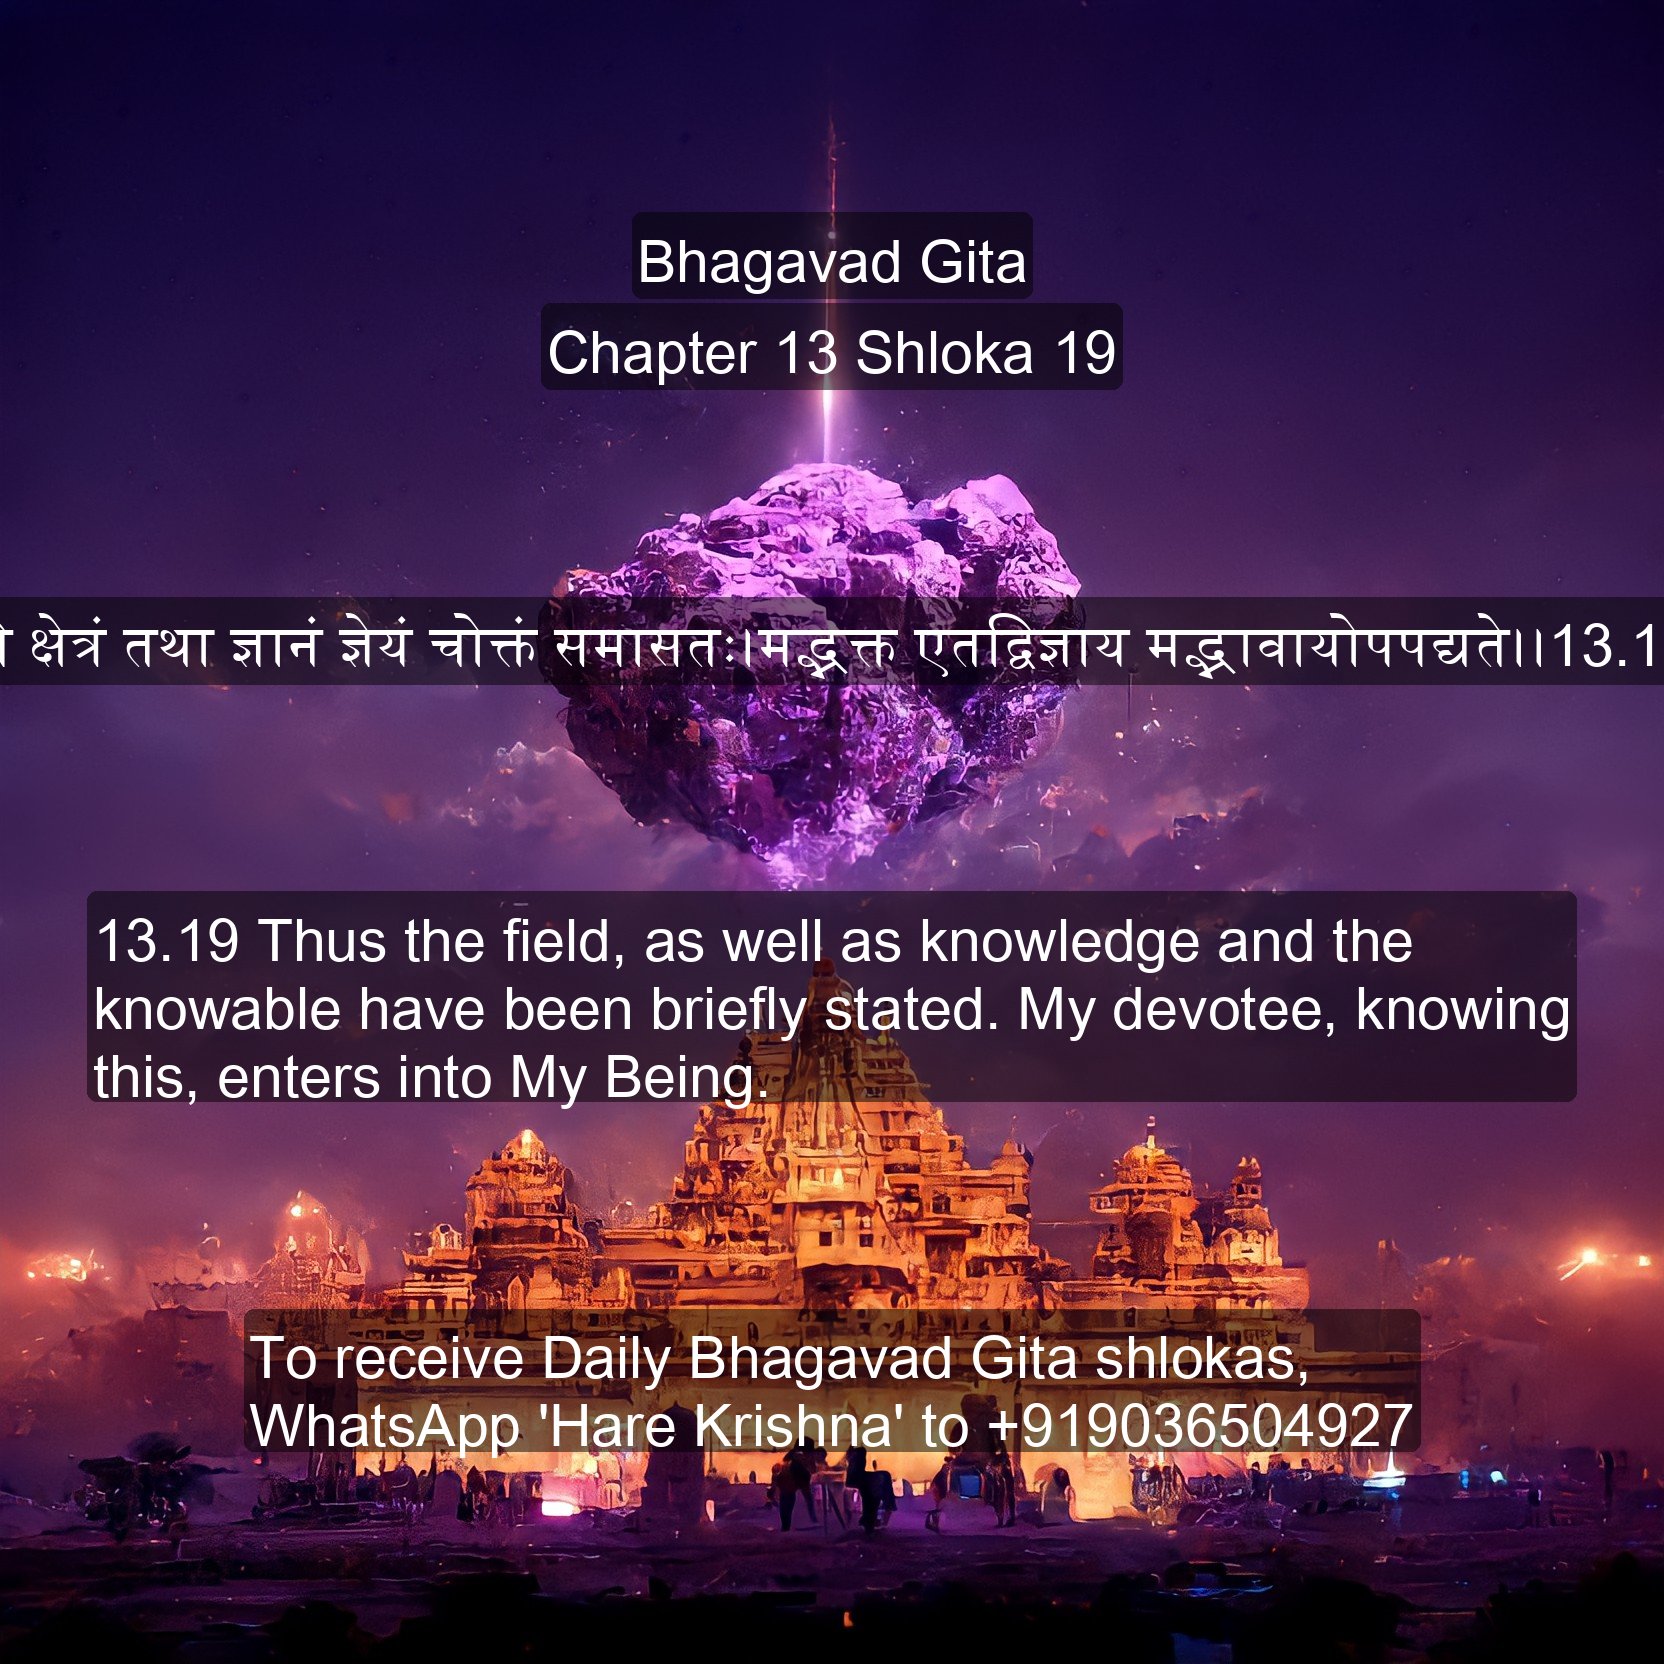 Bhagavad Gita
Chapter 13 Shloka 19
क्षेत्रं तथा ज्ञानं ज्ञेयं चोक्तं समासतः।मद्भक्त एतद्विज्ञाय मद्भावायोपपद्यते।।13.1
13.19 Thus the field, as well as knowledge and the
knowable have been briefly stated. My devotee, knowing
this, enters into My Being.
To receive Daily Bhagavad Gita shlokas,
WhatsApp 'Hare Krishna' to +919036504927